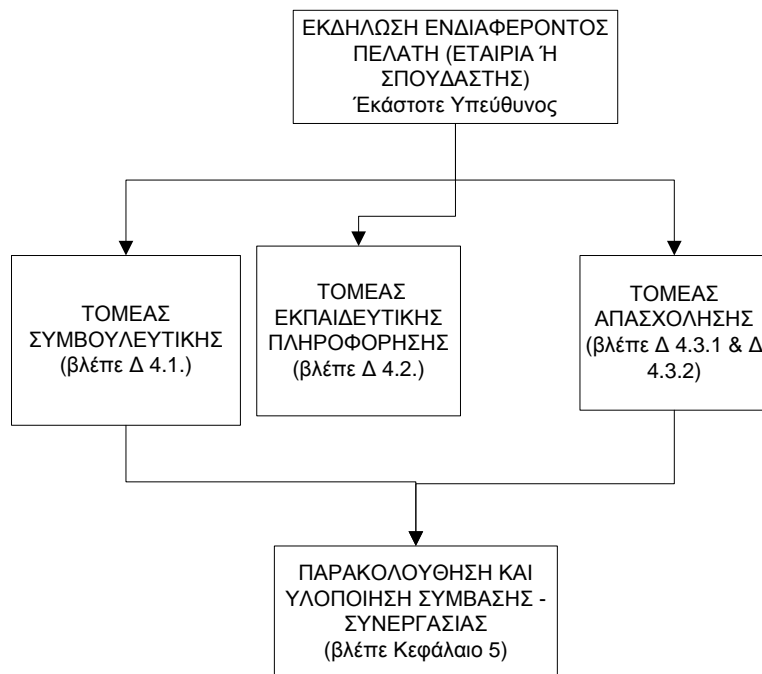 ΕΚΔΗΛΩΣΗ ΕΝΔΙΑΦΕΡΟΝΤΟΣ
ΠΕΛΑΤΗ (ΕΤΑΙΡΙΑ Ή
ΣΠΟΥΔΑΣΤΗΣ)
Έκάστοτε Υπεύθυνος
ΤΟΜΕΑΣ
ΣΥΜΒΟΥΛΕΥΤΙΚΗΣ
(βλέπε Δ 4.1.)
ΤΟΜΕΑΣ
ΕΚΠΑΙΔΕΥΤΙΚΗΣ
ΠΛΗΡΟΦΟΡΗΣΗΣ
(βλέπε Δ 4.2.)
ΤΟΜΕΑΣ
ΑΠΑΣΧΟΛΗΣΗΣ
(βλέπε Δ 4.3.1 & Δ
4.3.2)
ΠΑΡΑΚΟΛΟΥΘΗΣΗ ΚΑΙ
ΥΛΟΠΟΙΗΣΗ ΣΥΜΒΑΣΗΣ -
ΣΥΝΕΡΓΑΣΙΑΣ
(βλέπε Κεφάλαιο 5)